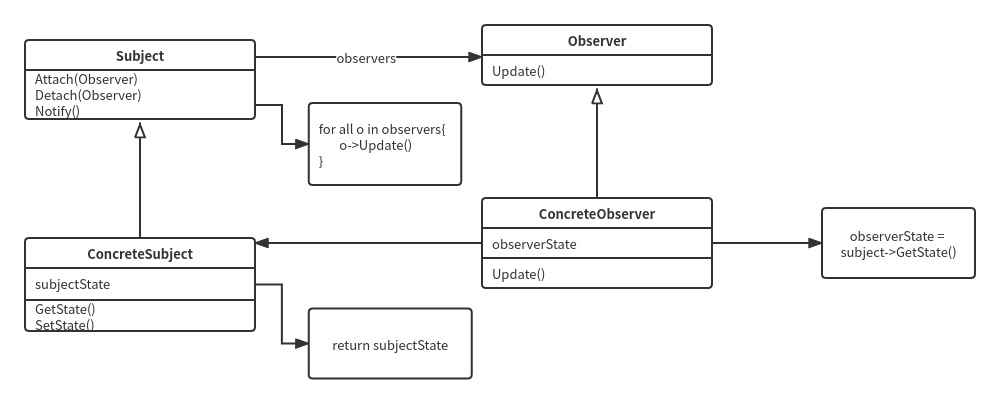 Subject
Attach(Observer)
Detach(Observer)
Notify()
observers
Observer
Update()
for all o in observers{
o->Update()
}
ConcreteSubject
subjectState
GetState()
SetState()
return subjectState
ConcreteObserver
observerState
Update()
observerState =
subject->GetState()